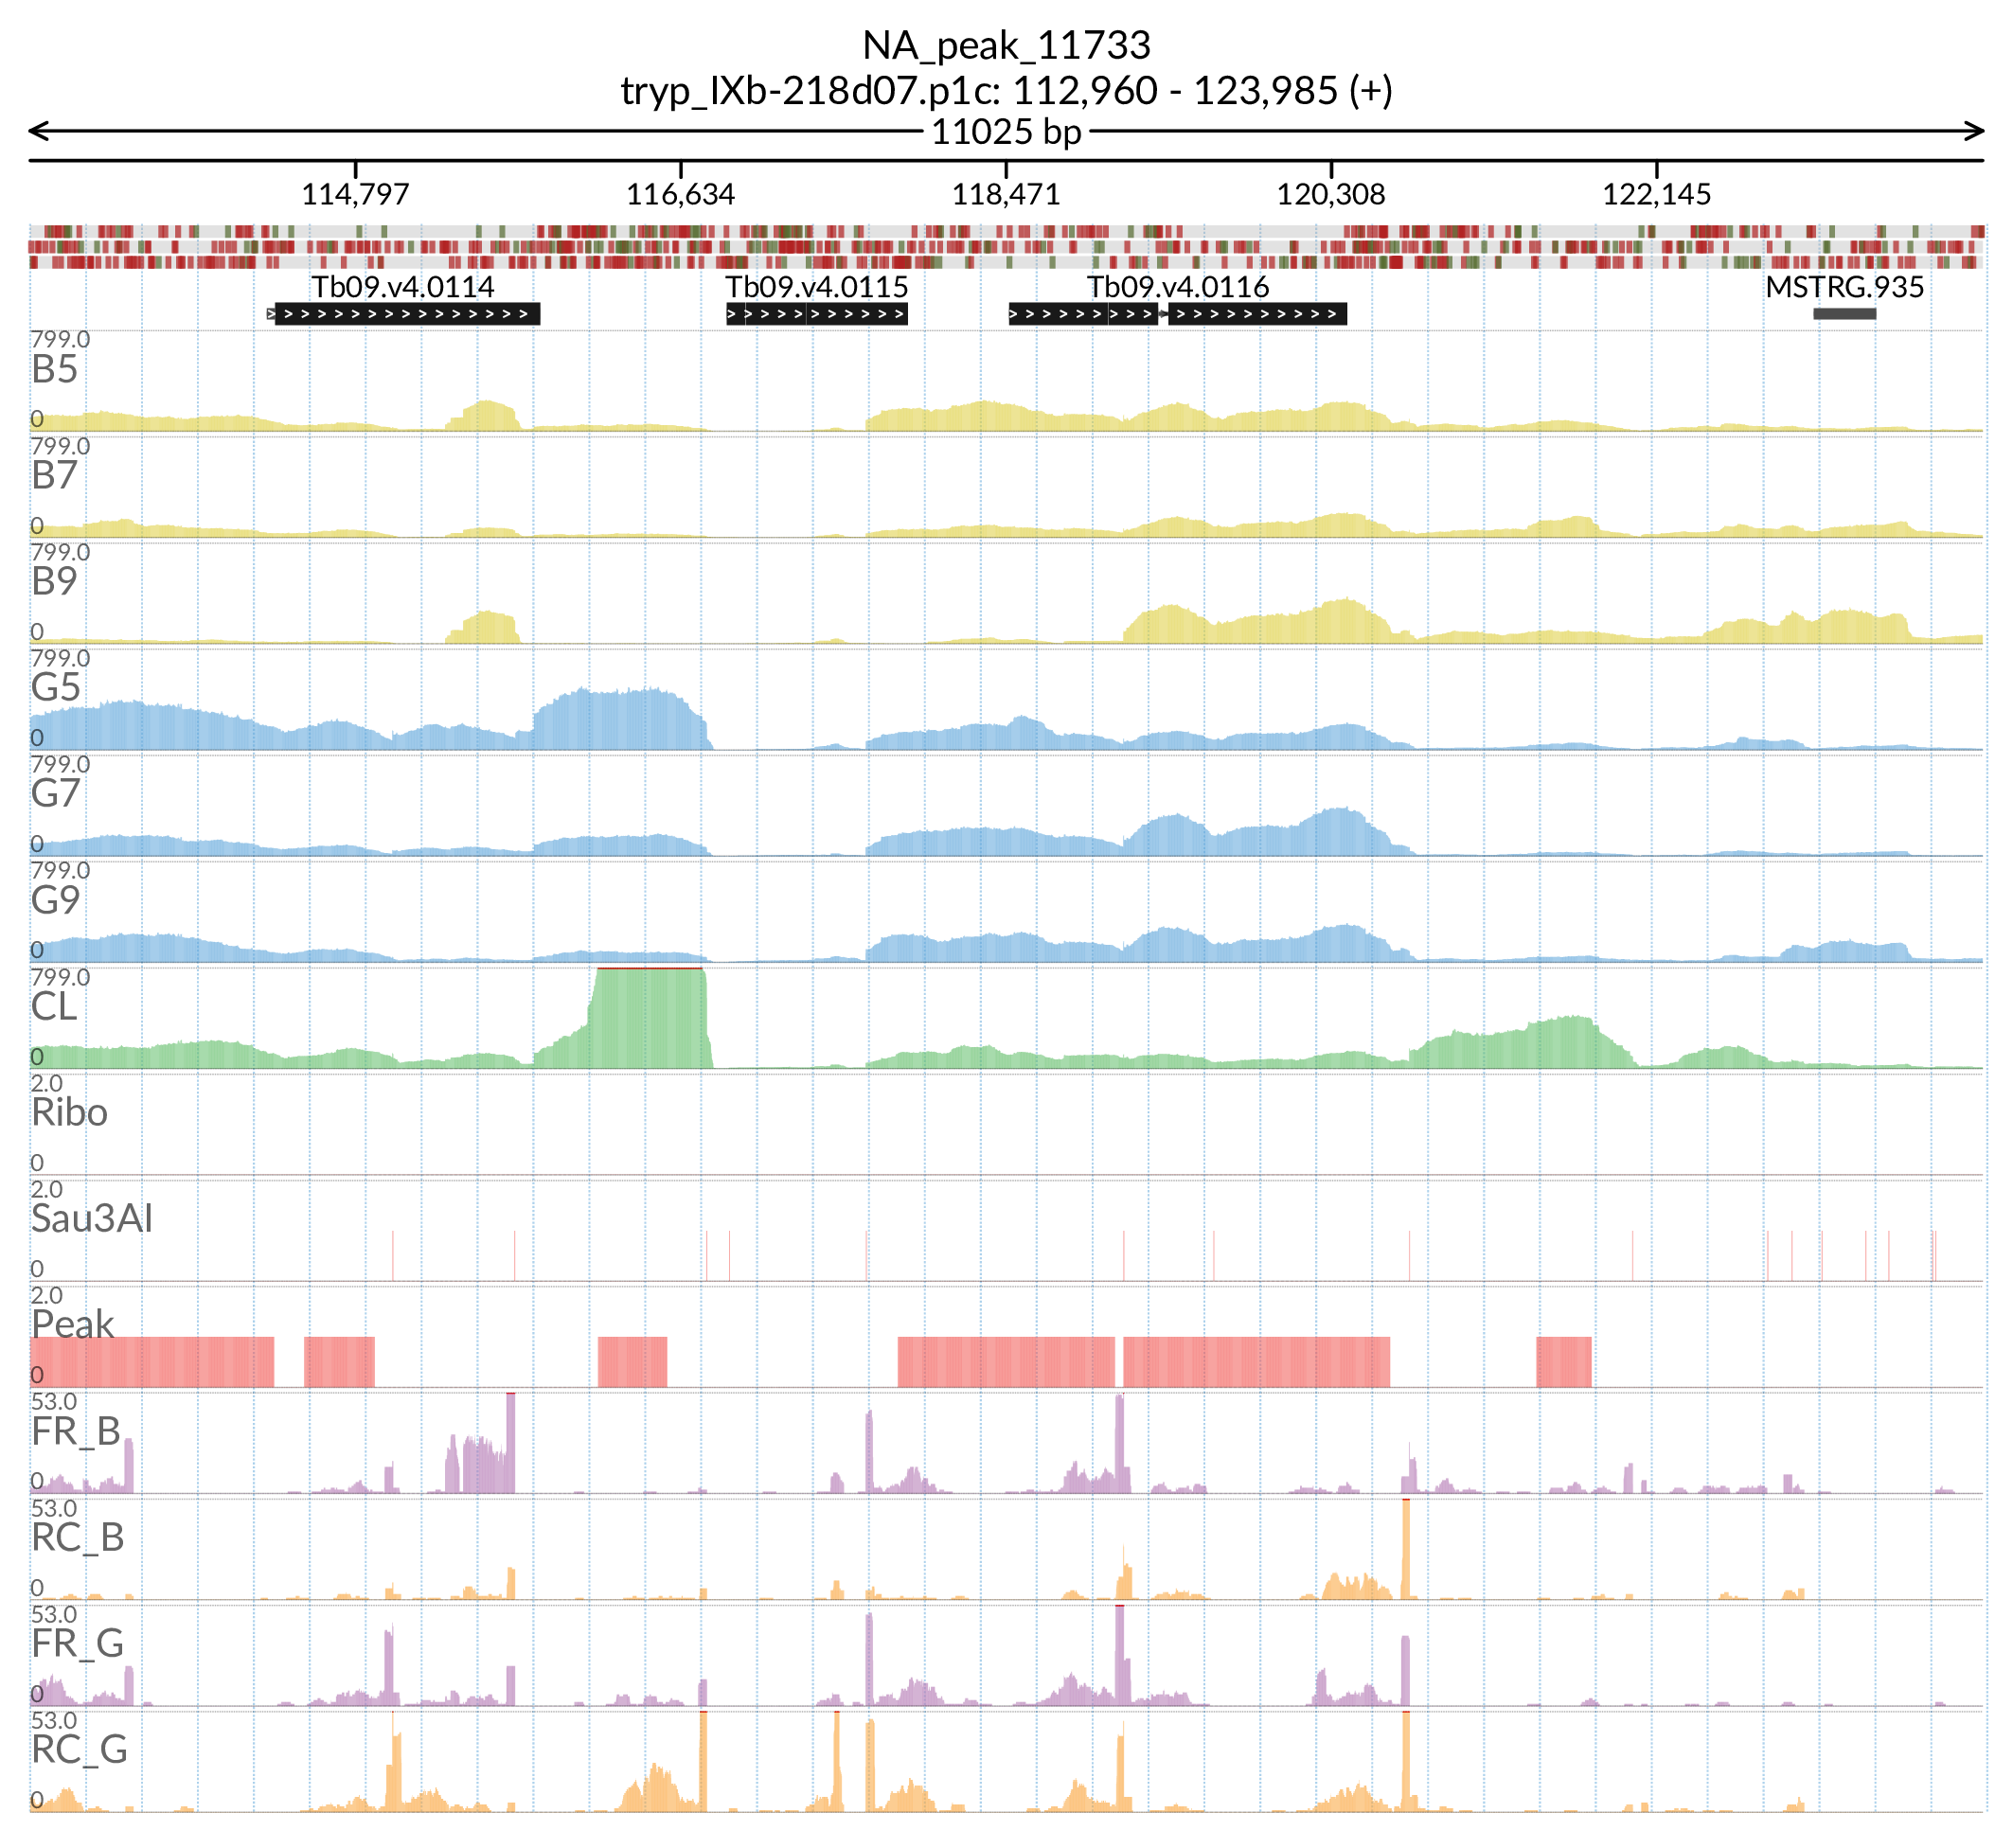 NA_peak_11733
tryp_IXb-218d07.p1c: 112,960 - 123,985 (+)
11025 bp
114,797 116,634 118,471 120,308 122,145
Tb09.v4.0114 Tb09.v4.0115 Tb09.v4.0116 MSTRG.935
799.0
B5
0
799.0
B7
0
799.0
B9
0
799.0
G5
0
799.0
G7
0
799.0
G9
0
799.0
CL
0
2.0
Ribo
0
2.0
Sau3AI
0
2.0
Peak
0
53.0
FR_B
0
53.0
RC_B
0
53.0
FR_G
0
53.0
RC_G
0